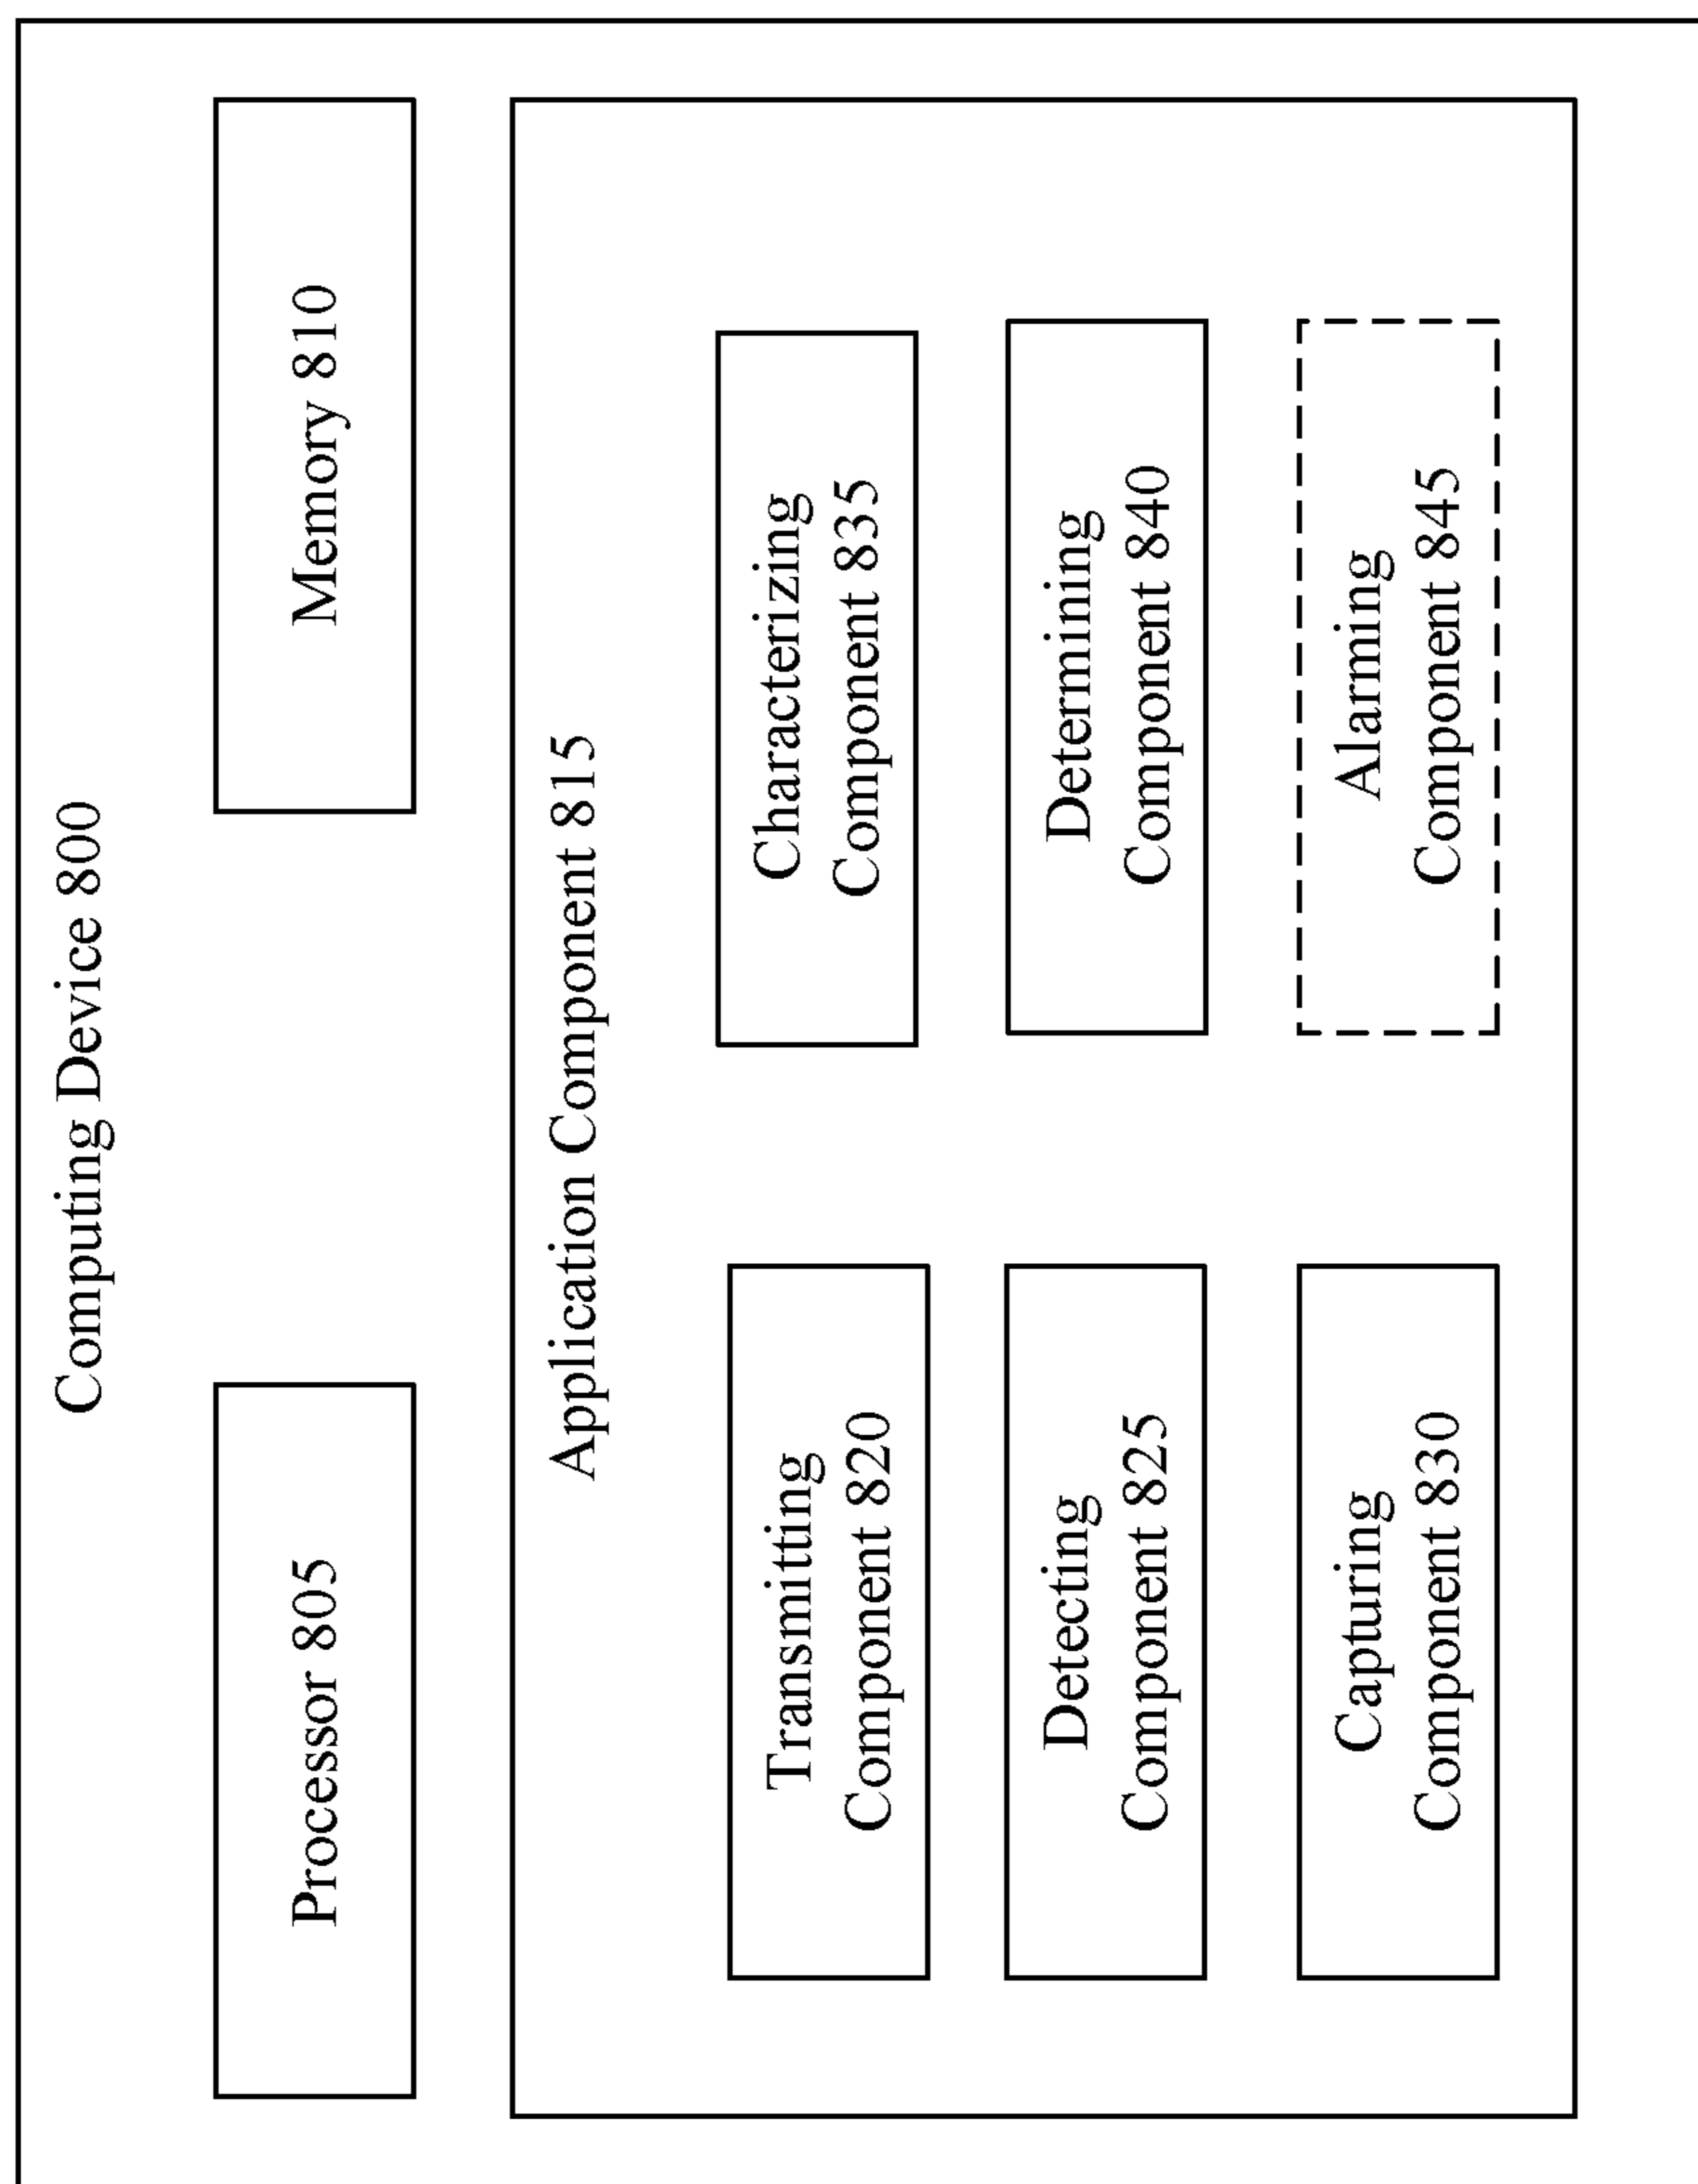 Computing Device 800
Processor 805
Memory 810
Application Component 815
Transmitting
Component 820
Characterizing
Component 835
Detecting
Component 825
Determining
Component 840
Capturing
Component 830
Alarming
Component 845